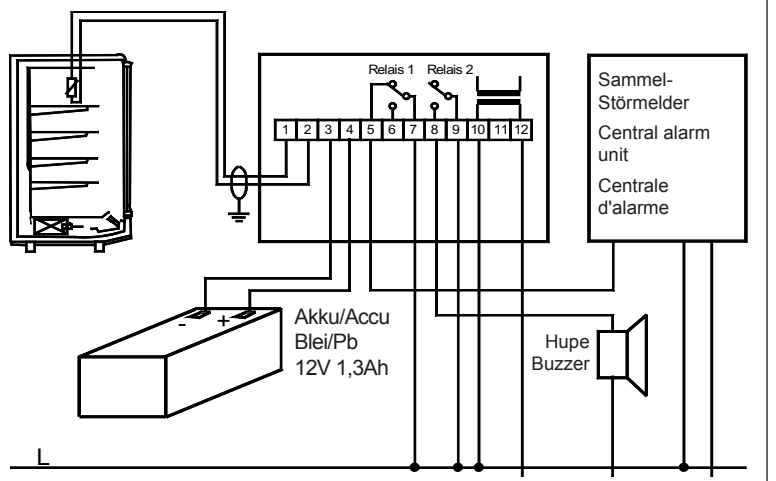 Relais 1 Relais 2
1 2 3 4 5 6 7 8 9 10 11 12
Sammel-
Störmelder
Central alarm
unit
Centrale
d'alarme
- +
Akku/Accu
Blei/Pb
12V 1,3Ah
Hupe
Buzzer
L